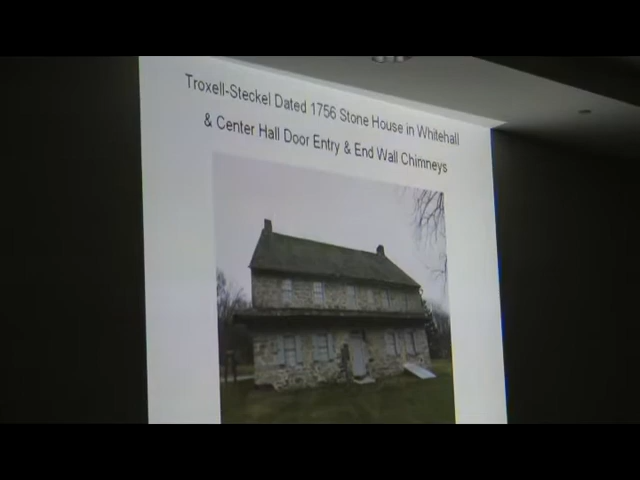 Troxell-Steckel Dated 1756 Stone House in Whitehall
& Center Hall Door Entry & End Wall Chimneys